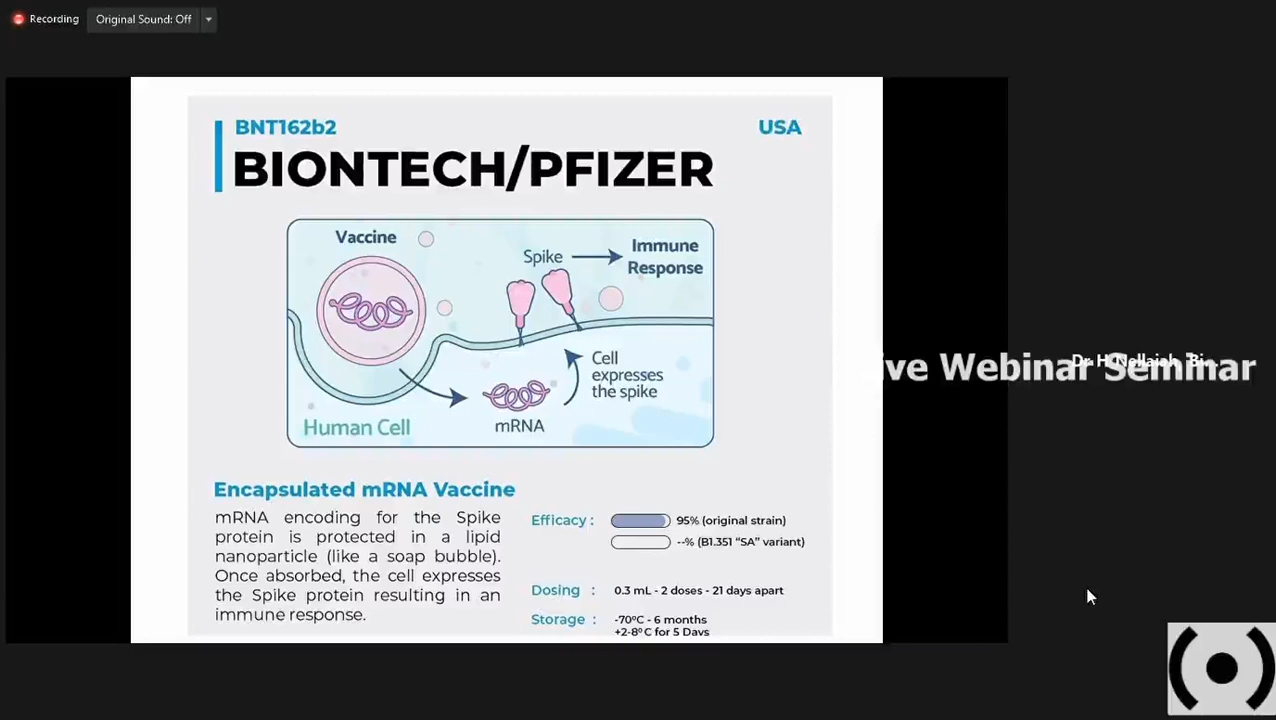 Recording
Original Sound: Off
BNT162b2
USA
BIONTECH/PFIZER
Vaccine
Spike
Immune
Response
Cell
expresses
the spike
Human Cell
mRNA
Encapsulated mRNA Vaccine
mRNA encoding for the Spike
protein is protected in a lipid
nanoparticle (like a soap bubble).
Once absorbed, the cell expresses
the Spike protein resulting in an
immune response.
Efficacy :
95% (original strain)
--% (B1.351 “SA” variant)
Dosing :
0.3 mL - 2 doses - 21 days apart
Storage :
-70ºC - 6 months
+2-8º C for 5 Days
ive Webinar Seminar
Dr H